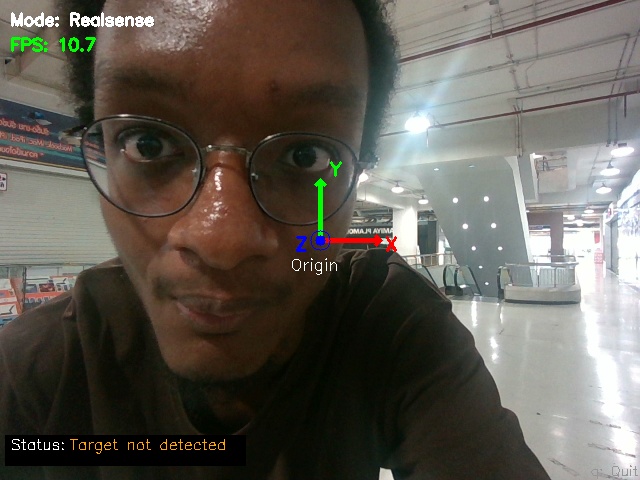 Mode: Realsense
FPS: 10.7
Y
Z
X
Origin
Status: Target not detected
q: Quit